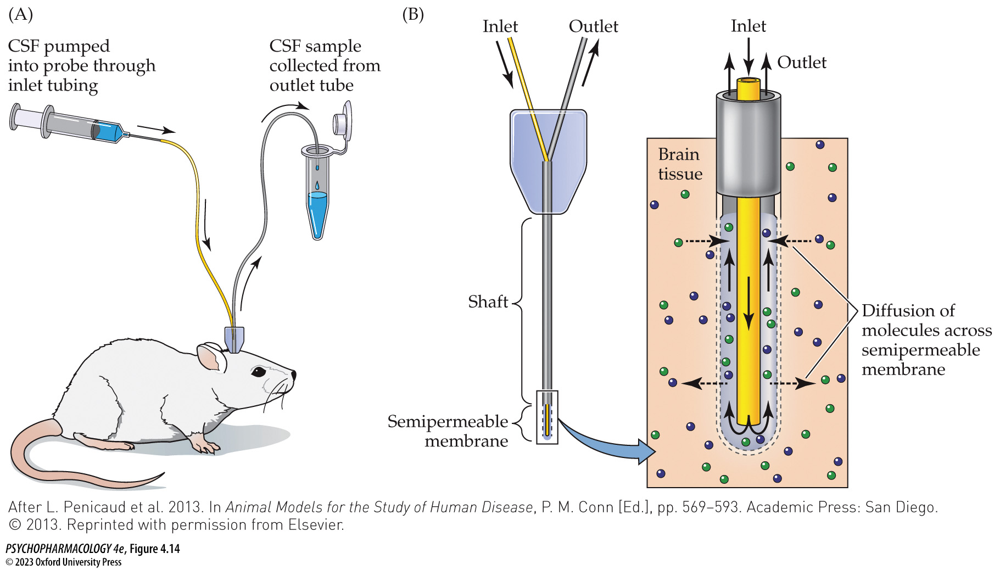 (A)
CSF pumped
into probe through
inlet tubing
CSF sample
collected from
outlet tube
(B)
Inlet
Outlet
Shaft
Semipermeable
membrane
Inlet
Outlet
Brain
tissue
Diffusion of
molecules across
semipermeable
membrane
After L. Penicaud et al. 2013. In Animal Models for the Study of Human Disease, P. M. Conn [Ed.], pp. 569–593. Academic Press: San Diego.
© 2013. Reprinted with permission from Elsevier.
PSYCHOPHARMACOLOGY 4e, Figure 4.14
© 2023 Oxford University Press